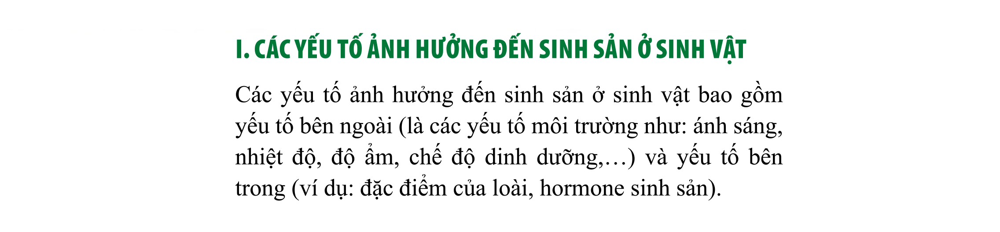 I. CÁC YẾU TỐ ẢNH HƯỞNG ĐẾN SINH SẢN Ở SINH VẬT
Các yếu tố ảnh hưởng đến sinh sản ở sinh vật bao gồm
yếu tố bên ngoài (là các yếu tố môi trường như: ánh sáng,
nhiệt độ, độ ẩm, chế độ dinh dưỡng,…) và yếu tố bên
trong (ví dụ: đặc điểm của loài, hormone sinh sản).